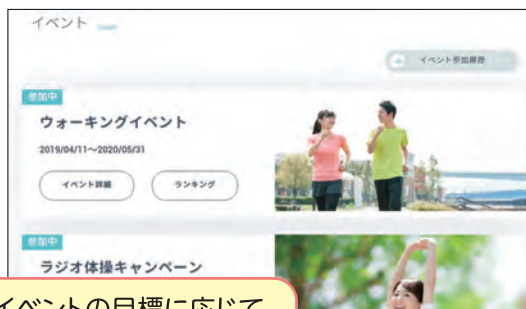 イベント
イベント参加履歴
参加中
ウォーキングイベント
2019/04/11～2020/05/31
イベント詳細
ランキング
参加中
ラジオ体操キャンペーン
イベントの目標に応じて